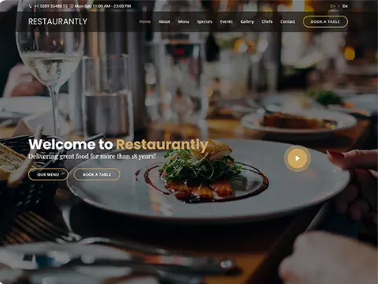 +1 5589 55488 55 Mon-Sat: 11:00 AM - 23:00 PM
En / De
RESTAURANTLY
Home About Menu Specials Events Gallery Chefs Contact BOOK A TABLE
Welcome to Restaurantly
Delivering great food for more than 18 years!
OUR MENU BOOK A TABLE